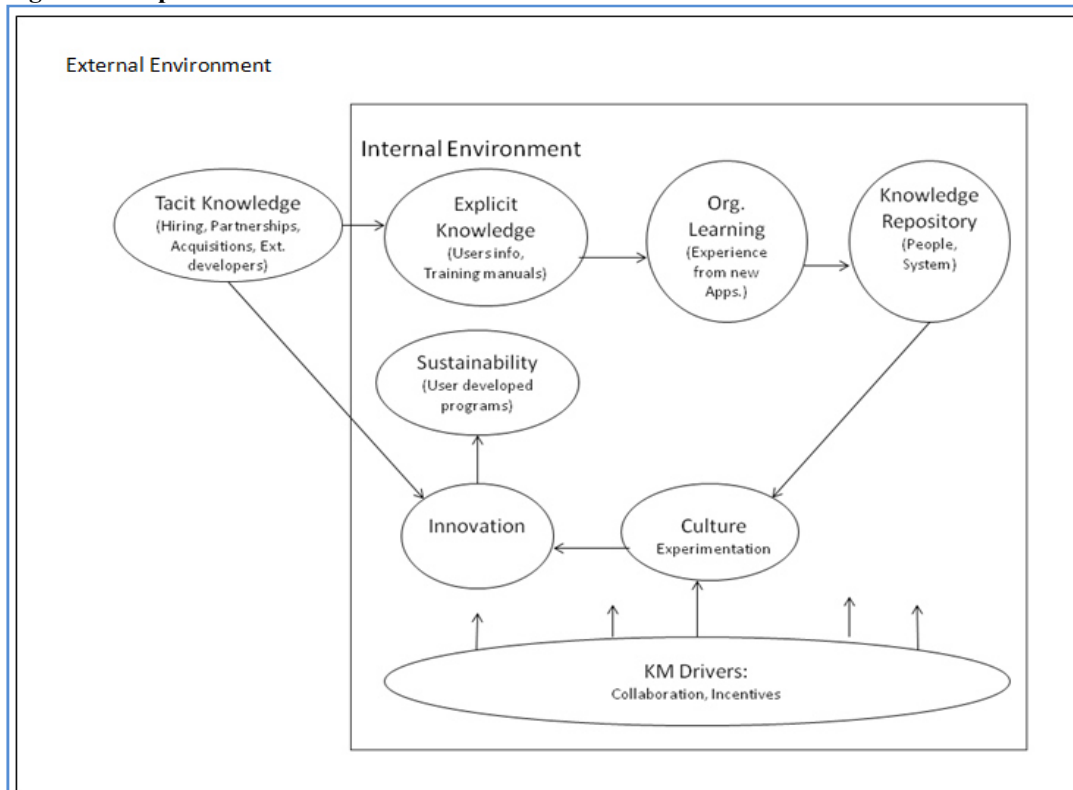 External Environment
Internal Environment
Tacit Knowledge
{Hiring, Partnerships,
Acquisitions, Ext.
developers}
Explicit
Knowledge
{Users info,
Training manuals}
Org.
Learning
{Experience
from new
Apps.}
Knowledge
Repository
{People,
System}
Sustainability
{User developed
programs}
Innovation
Culture
Experimentation
KM Drivers:
Collaboration, Incentives